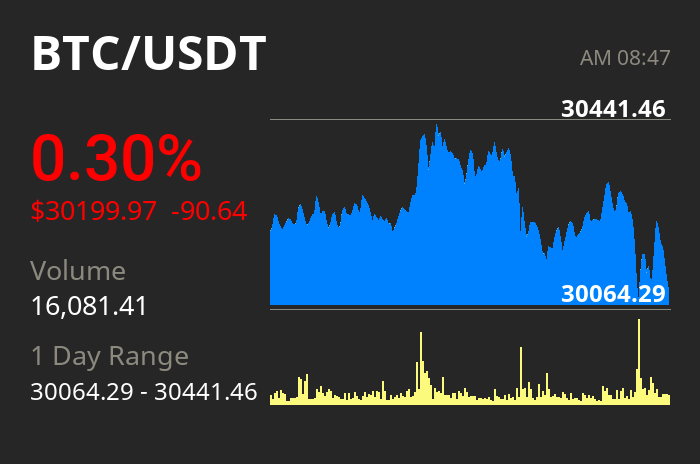 BTC/USDT
AM 08:47
30441.46
0.30%
$30199.97 -90.64
Volume
16,081.41
30064.29
1 Day Range
30064.29 - 30441.46